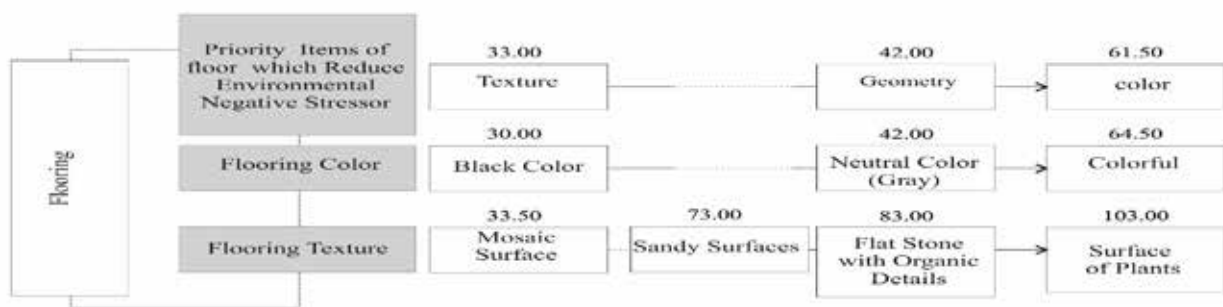 Flooring
Priority Items of
floor which Reduce
Environmental
Negative Stressor
33.00
Texture
42.00
Geometry
61.50
color
Flooring Color
30.00
Black Color
42.00
Neutral Color
(Gray)
64.50
Colorful
Flooring Texture
33.50
Mosaic
Surface
73.00
Sandy Surfaces
83.00
Flat Stone
with Organic
Details
103.00
Surface
of Plants